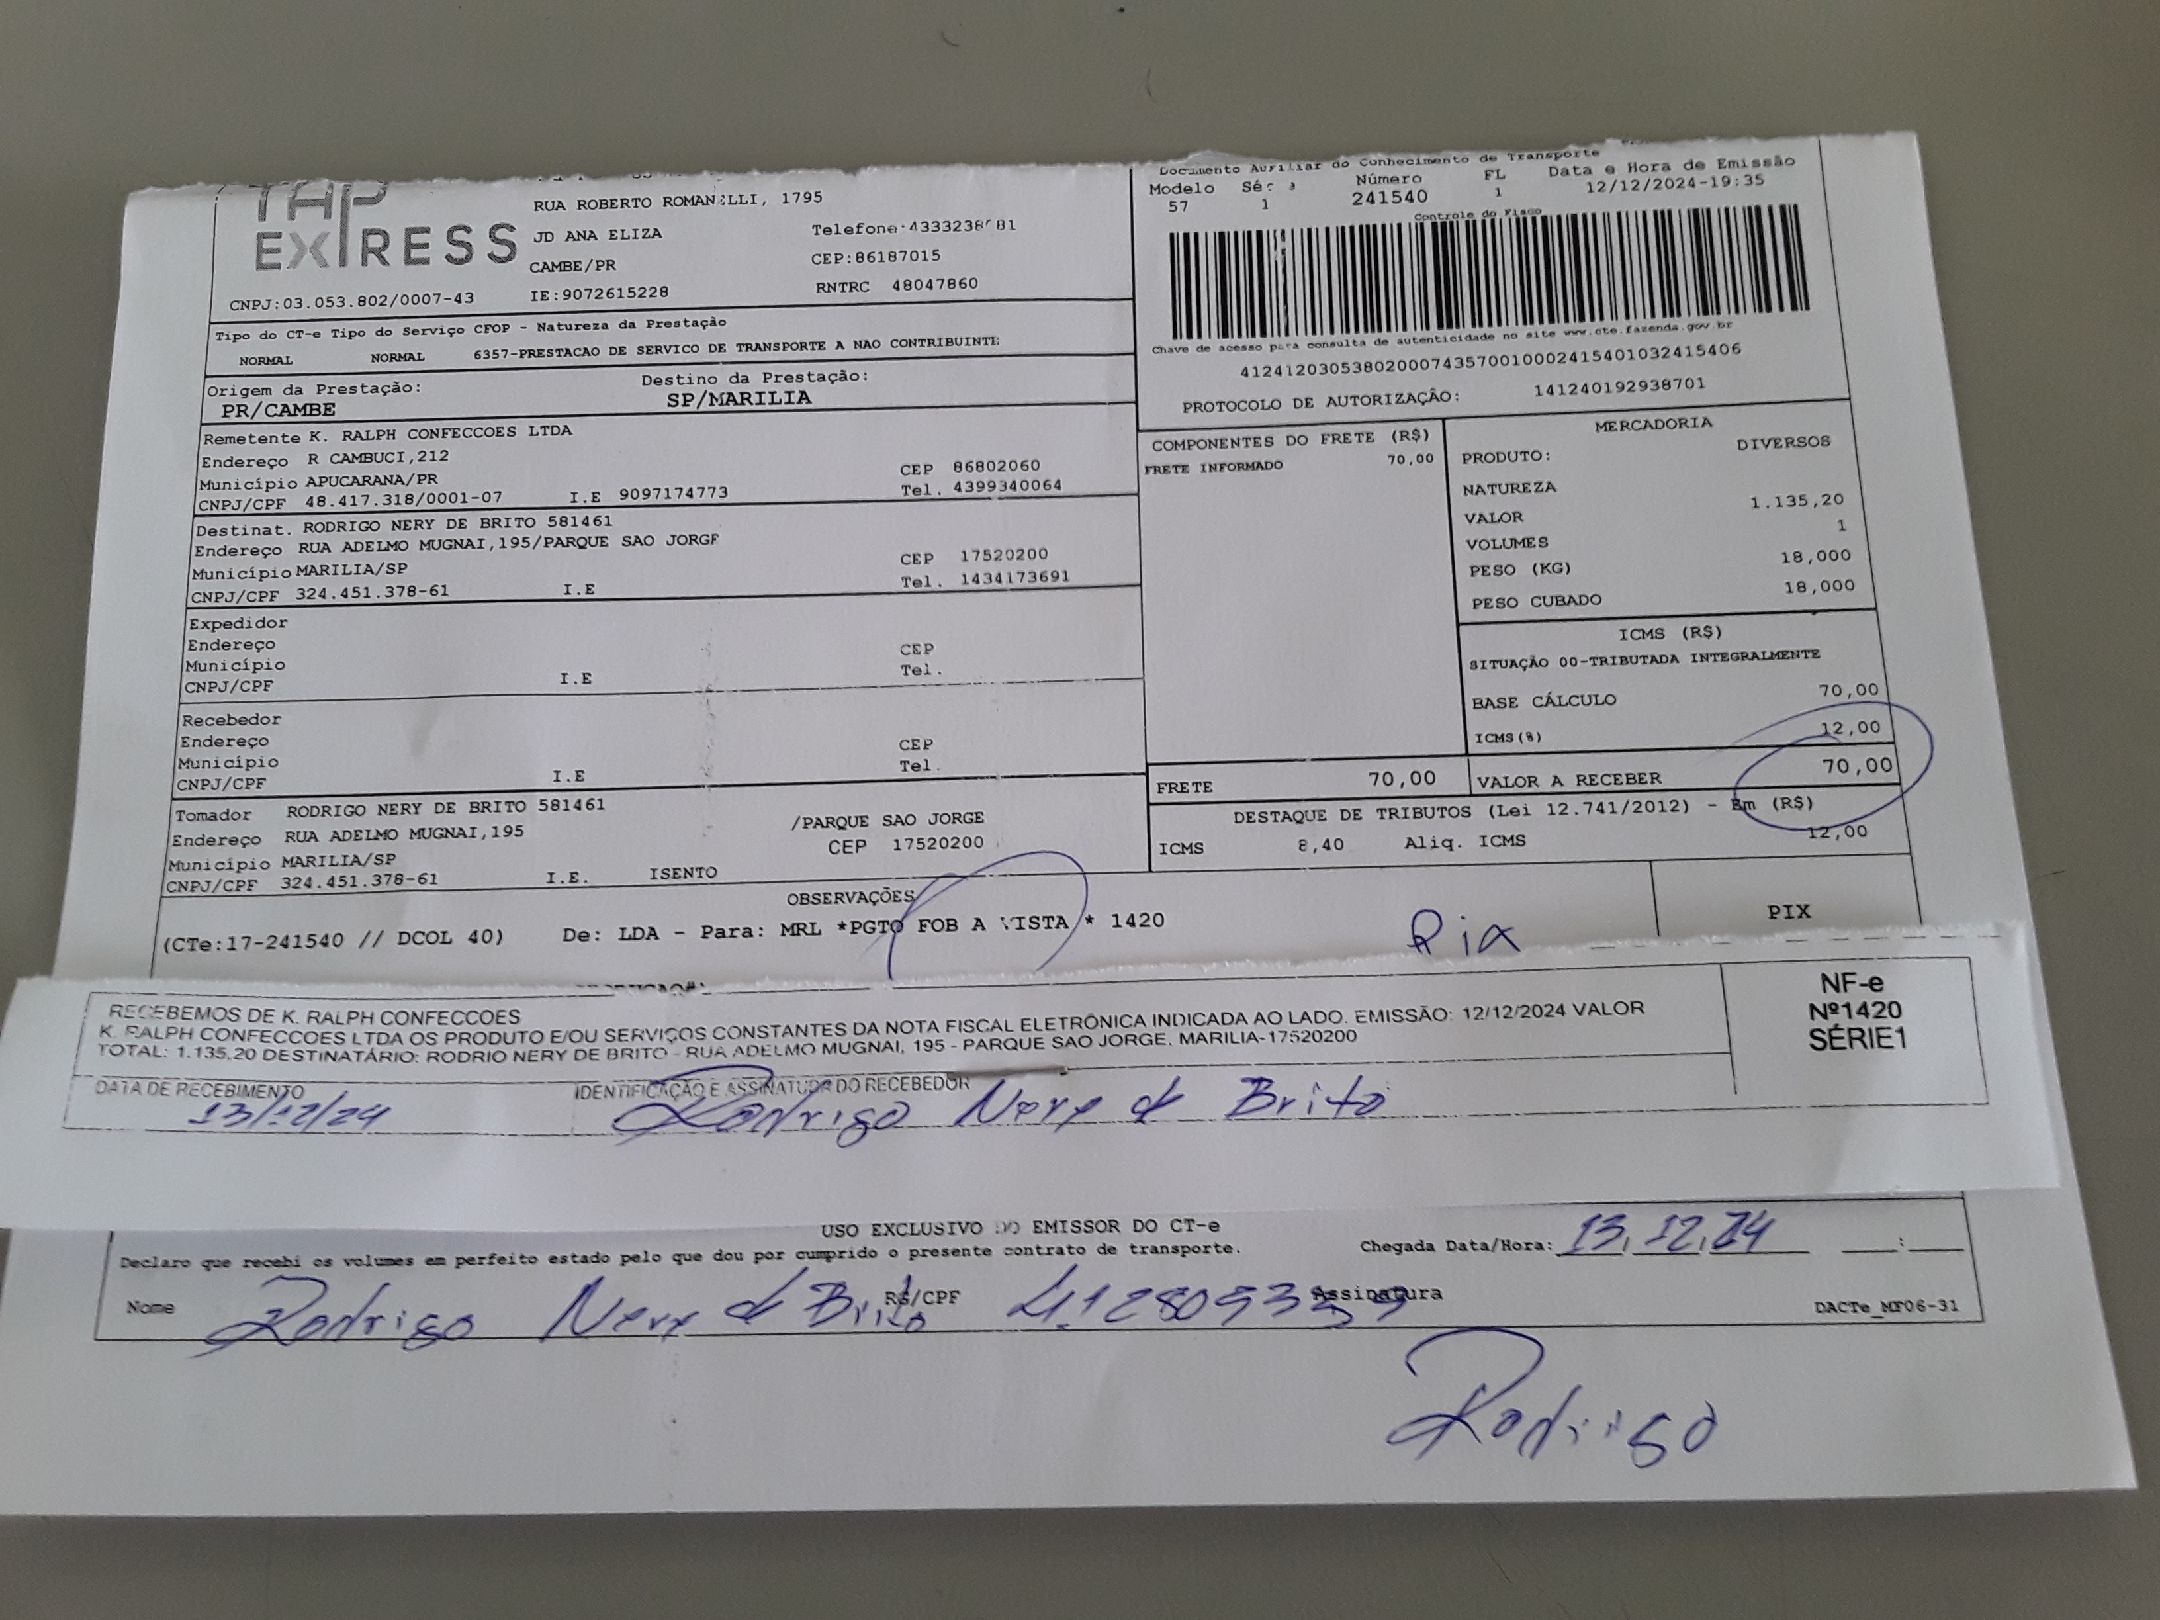 TAP
EXPRESS
RUA ROBERTO ROMANELLI, 1795
JD ANA ELIZA
CAMBE/PR
CEP:86187015
CNPJ:03.053.802/0007-43
IE:9072615228
RNTRC 48047860
Documento Auxiliar do Conhecimento de Transporte
Modelo Número FL Data e Hora de Emissão
57 1 241540 1 12/12/2024-19:35
Controle do Fisco
Chave de acesso para consulta de autenticidade no site www.cte.fazenda.gov.br
41241203053802000743570010002415401032415406
PROTOCOLO DE AUTORIZAÇÂO: 141240192938701
Tipo do CT-e Tipo do Serviço CFOP - Natureza da Prestação
NORMAL NORMAL 6357-PRESTACAO DE SERVICO DE TRANSPORTE A NAO CONTRIBUINTE
Origem da Prestação: Destino da Prestação:
PR/CAMBE SP/MARILIA
Remetente K. RALPH CONFECCOES LTDA
Endereço R CAMBUCI,212 CEP 86802060
Município APUCARANA/PR Tel. 4399340064
CNPJ/CPF 48.417.318/0001-07 I.E 9097174773
Destinat. RODRIGO NERY DE BRITO 581461
Endereço RUA ADELMO MUGNAI,195/PARQUE SAO JORGE CEP 17520200
Município MARILIA/SP Tel. 1434173691
CNPJ/CPF 324.451.378-61 I.E
Expedidor
Endereço CEP
Município Tel.
CNPJ/CPF I.E
Recebedor
Endereço CEP
Município Tel.
CNPJ/CPF I.E
Tomador RODRIGO NERY DE BRITO 581461
Endereço RUA ADELMO MUGNAI,195 /PARQUE SAO JORGE
Município MARILIA/SP CEP 17520200
CNPJ/CPF 324.451.378-61 I.E. ISENTO
COMPONENTES DO FRETE (R$)
FRETE INFORMADO 70,00
MERCADORIA
PRODUTO: DIVERSOS
NATUREZA
VALOR 1.135,20
VOLUMES 1
PESO (KG) 18,000
PESO CUBADO 18,000
ICMS (R$)
SITUAÇÃO 00-TRIBUTADA INTEGRALMENTE
BASE CÁLCULO 70,00
ICMS(%) 12,00
FRETE 70,00 VALOR A RECEBER 70,00
DESTAQUE DE TRIBUTOS (Lei 12.741/2012) - Em (R$)
ICMS 8,40 Aliq. ICMS 12,00
OBSERVAÇÕES
(CTe:17-241540 // DCOL 40) De: LDA - Para: MRL *PGTO FOB A VISTA * 1420
PIX
RECEBEMOS DE K. RALPH CONFECCOES
K. RALPH CONFECCOES LTDA OS PRODUTO E/OU SERVIÇOS CONSTANTES DA NOTA FISCAL ELETRÔNICA INDICADA AO LADO. EMISSÃO: 12/12/2024 VALOR
TOTAL: 1.135,20 DESTINATÁRIO: RODRIO NERY DE BRITO - RUA ADELMO MUGNAI, 195 - PARQUE SAO JORGE, MARILIA-17520200
NF-e
Nº1420
SÉRIE1
DATA DE RECEBIMENTO IDENTIFICAÇÃO E ASSINATURA DO RECEBEDOR
13/12/24 Rodrigo Nery de Brito
USO EXCLUSIVO DO EMISSOR DO CT-e
Declaro que recebi os volumes em perfeito estado pelo que dou por cumprido o presente contrato de transporte.
Chegada Data/Hora: 13,12,24 :
Nome Rodrigo Nery de Brito /CPF Assinatura
DACTe_MF06-31
Rodrigo